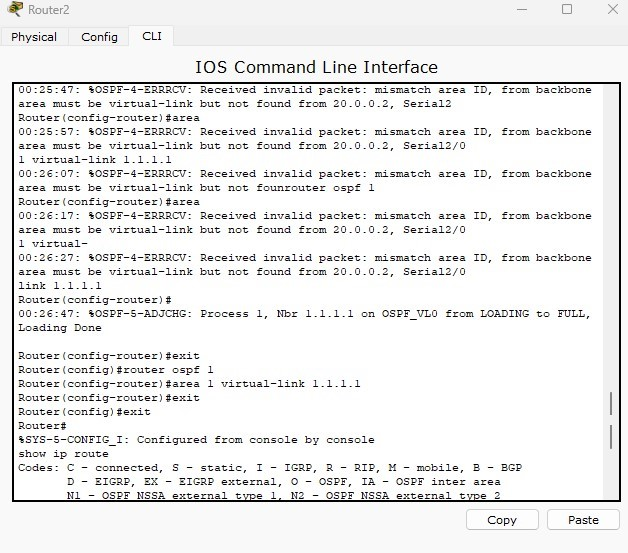 Router2
Physical Config CLI
IOS Command Line Interface
00:25:47: %OSPF-4-ERRRCV: Received invalid packet: mismatch area ID, from backbone
area must be virtual-link but not found from 20.0.0.2, Serial2
Router(config-router)#area
00:25:57: %OSPF-4-ERRRCV: Received invalid packet: mismatch area ID, from backbone
area must be virtual-link but not found from 20.0.0.2, Serial2/0
1 virtual-link 1.1.1.1
00:26:07: %OSPF-4-ERRRCV: Received invalid packet: mismatch area ID, from backbone
area must be virtual-link but not founrouter ospf 1
Router(config-router)#area
00:26:17: %OSPF-4-ERRRCV: Received invalid packet: mismatch area ID, from backbone
area must be virtual-link but not found from 20.0.0.2, Serial2/0
1 virtual-
00:26:27: %OSPF-4-ERRRCV: Received invalid packet: mismatch area ID, from backbone
area must be virtual-link but not found from 20.0.0.2, Serial2/0
link 1.1.1.1
Router(config-router)#
00:26:47: %OSPF-5-ADJCHG: Process 1, Nbr 1.1.1.1 on OSPF_VL0 from LOADING to FULL,
Loading Done
Router(config-router)#exit
Router(config)#router ospf 1
Router(config-router)#area 1 virtual-link 1.1.1.1
Router(config-router)#exit
Router(config)#exit
Router#
%SYS-5-CONFIG_I: Configured from console by console
show ip route
Codes: C - connected, S - static, I - IGRP, R - RIP, M - mobile, B - BGP
D - EIGRP, EX - EIGRP external, O - OSPF, IA - OSPF inter area
N1 - OSPF NSSA external type 1, N2 - OSPF NSSA external type 2
Copy Paste